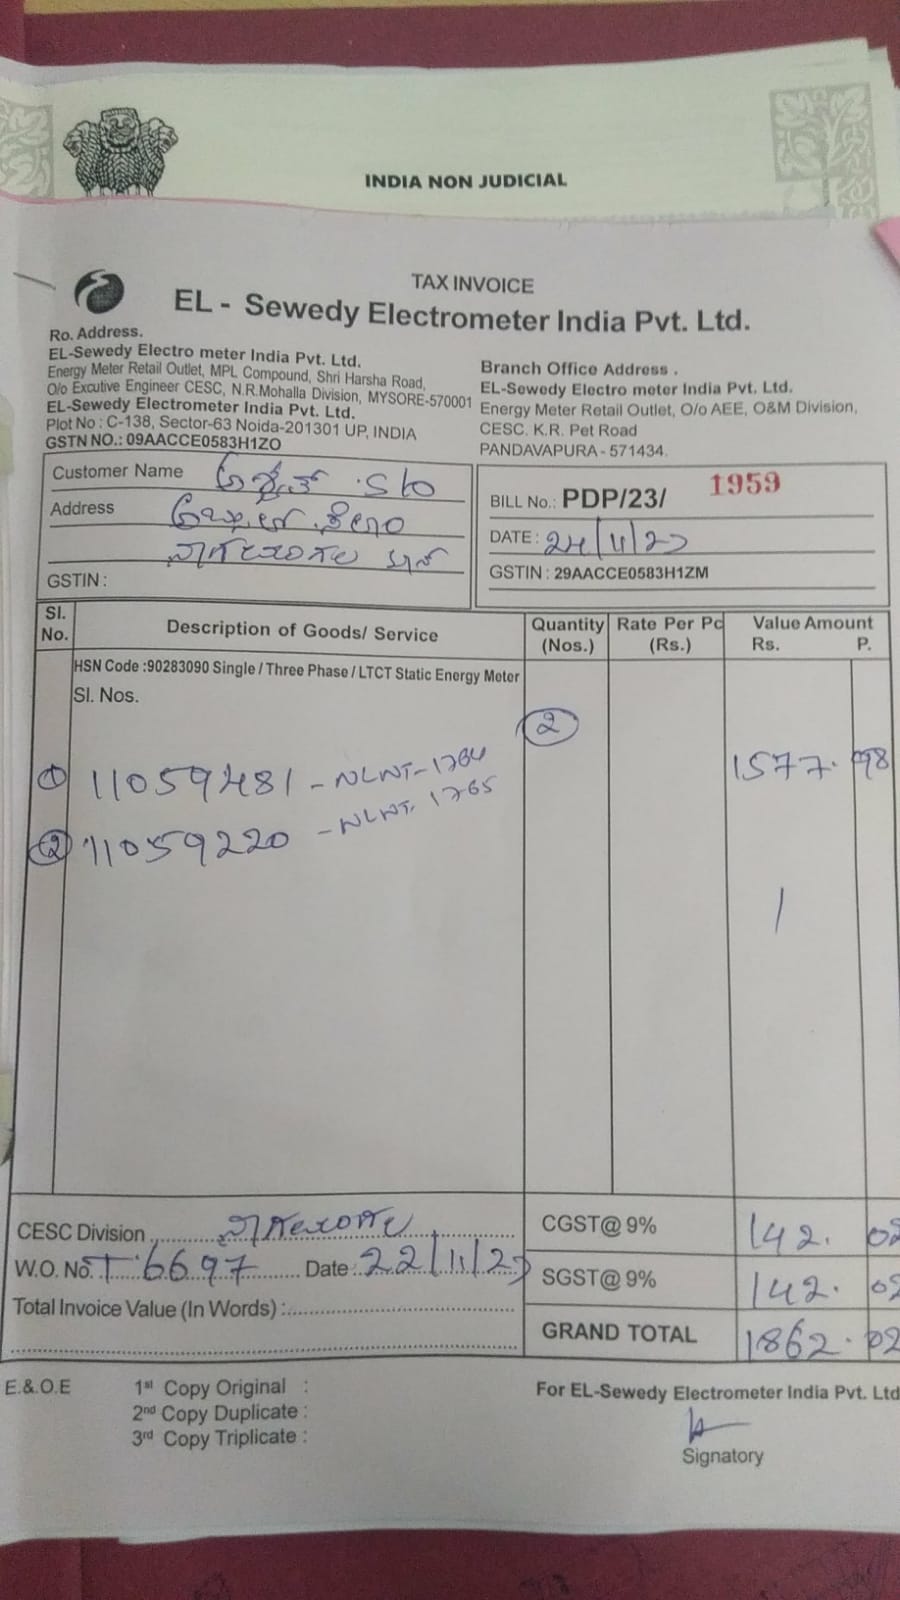 INDIA NON JUDICIAL
TAX INVOICE
EL - Sewedy Electrometer India Pvt. Ltd.
Ro. Address.
EL-Sewedy Electro meter India Pvt. Ltd.
Energy Meter Retail Outlet, MPL Compound, Shri Harsha Road,
O/o Excutive Engineer CESC, N.R.Mohalla Division, MYSORE-570001
EL-Sewedy Electrometer India Pvt. Ltd.
Plot No : C-138, Sector-63 Noida-201301 UP, INDIA
GSTN NO.: 09AACCE0583H1ZO
Branch Office Address .
EL-Sewedy Electro meter India Pvt. Ltd.
Energy Meter Retail Outlet, O/o AEE, O&M Division,
CESC. K.R. Pet Road
PANDAVAPURA - 571434.
Customer Name S/O
Address
GSTIN :
BILL No.: PDP/23/ 1959
DATE : 24/11/23
GSTIN : 29AACCE0583H1ZM
Sl. No. Description of Goods/ Service Quantity (Nos.) Rate Per Pc (Rs.) Value Amount Rs. P.
HSN Code :90283090 Single / Three Phase / LTCT Static Energy Meter
Sl. Nos.
2
1 11059481 - NLNT-1764 1577. 98
2 11059220 - NLNT. 1765
CESC Division
W.O. No. T 6697 Date : 22/11/23
Total Invoice Value (In Words) :
CGST@ 9% 142. 02
SGST@ 9% 142. 02
GRAND TOTAL 1862. 02
E.&.O.E
1st Copy Original :
2nd Copy Duplicate :
3rd Copy Triplicate :
For EL-Sewedy Electrometer India Pvt. Ltd
Signatory